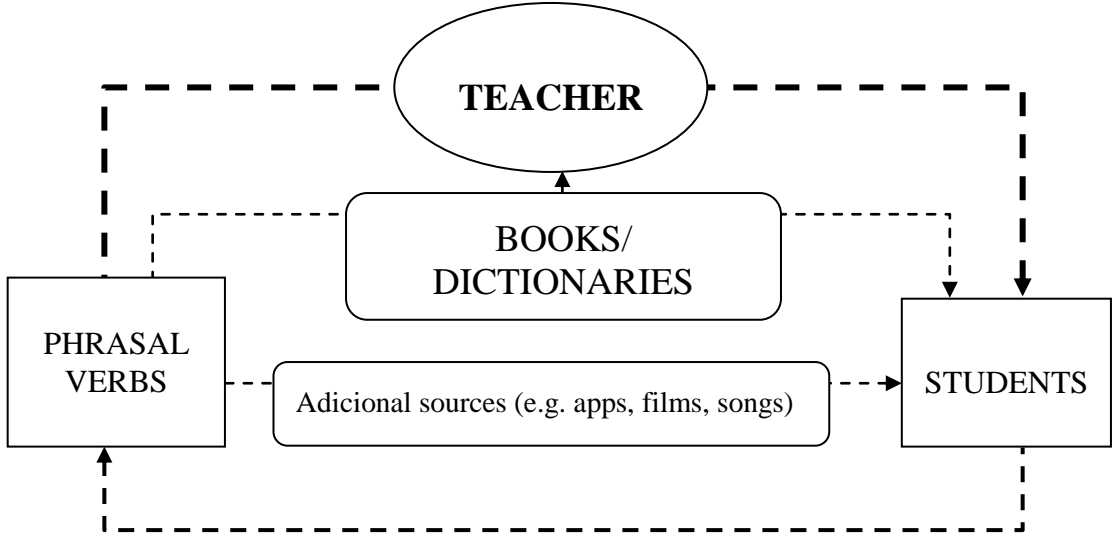 TEACHER
BOOKS/
DICTIONARIES
PHRASAL
VERBS
Adicional sources (e.g. apps, films, songs)
STUDENTS